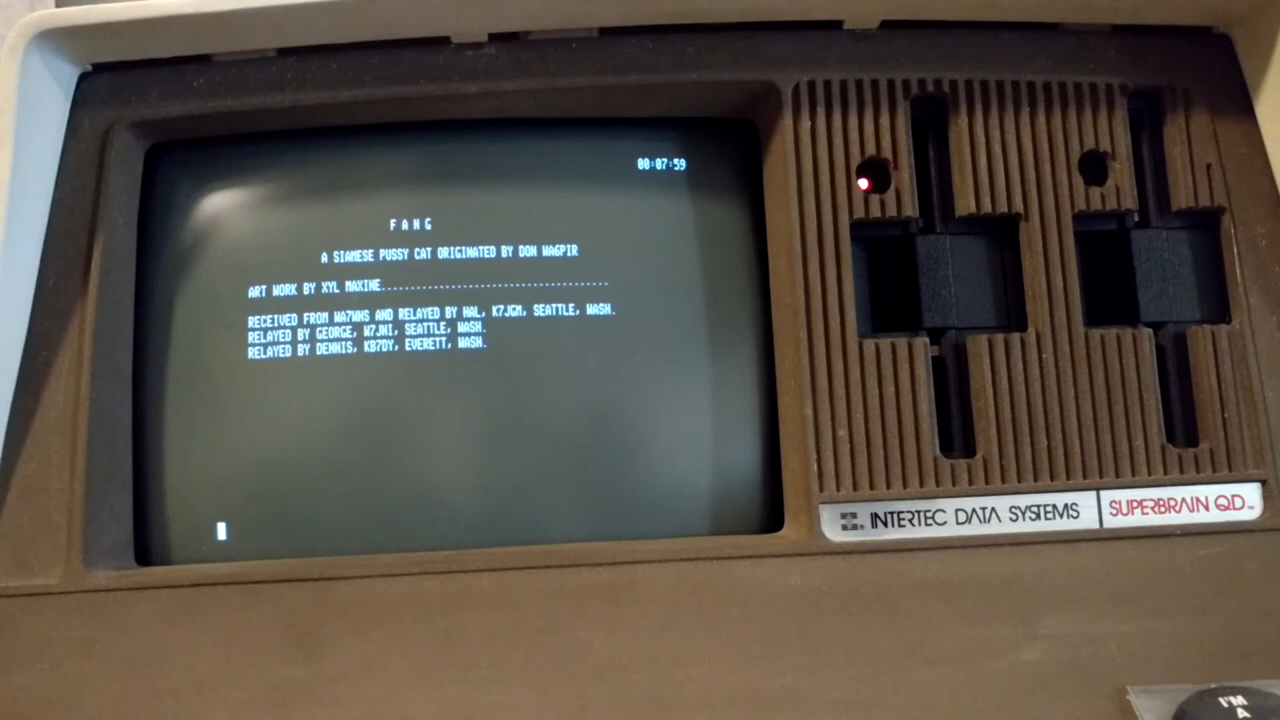 00:07:59
F A N G
A SIAMESE PUSSY CAT ORIGINATED BY DON WA6PIR
ART WORK BY XYL MAXINE......................................
RECEIVED FROM WA7WNS AND RELAYED BY HAL, K7JGM, SEATTLE, WASH.
RELAYED BY GEORGE, W7JNI, SEATTLE, WASH.
RELAYED BY DENNIS, KB7DY, EVERETT, WASH.
INTERTEC DATA SYSTEMS
SUPERBRAIN QD
I'M
A